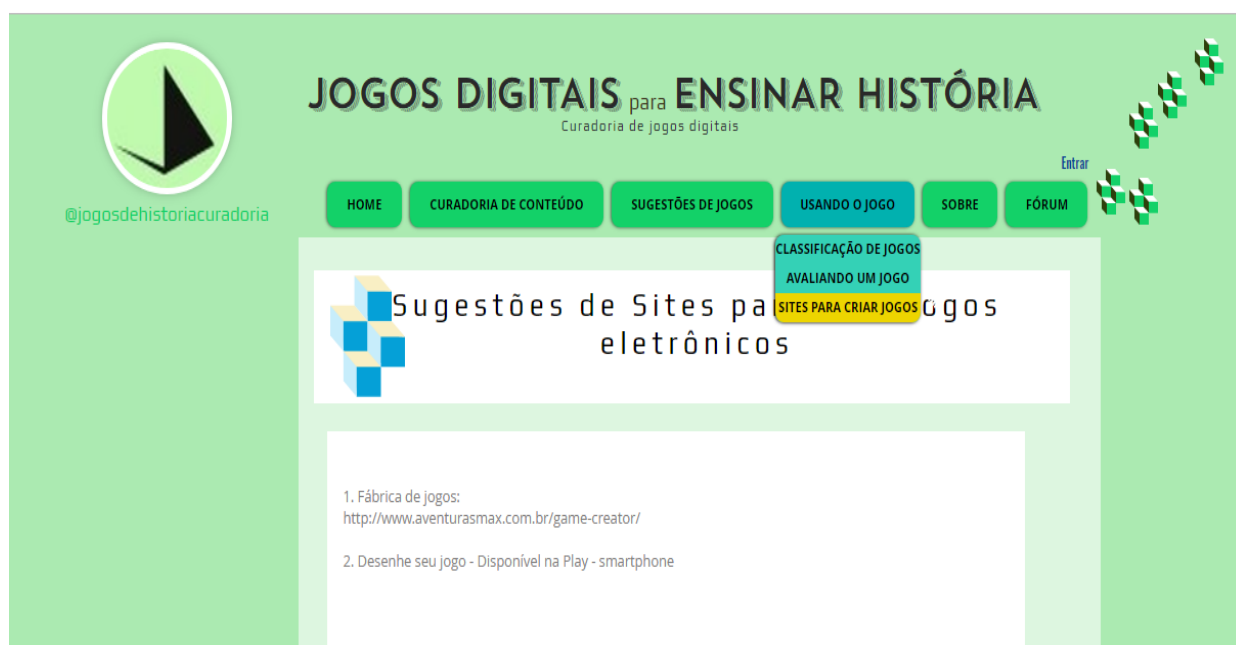 JOGOS DIGITAIS para ENSINAR HISTÓRIA
Curadoria de jogos digitais
Entrar
@jogosdehistoriacuradoria
HOME CURADORIA DE CONTEÚDO SUGESTÕES DE JOGOS USANDO O JOGO SOBRE FÓRUM
CLASSIFICAÇÃO DE JOGOS
AVALIANDO UM JOGO
SITES PARA CRIAR JOGOS
Sugestões de Sites pa ogos
eletrônicos
1. Fábrica de jogos:
http://www.aventurasmax.com.br/game-creator/
2. Desenhe seu jogo - Disponível na Play - smartphone